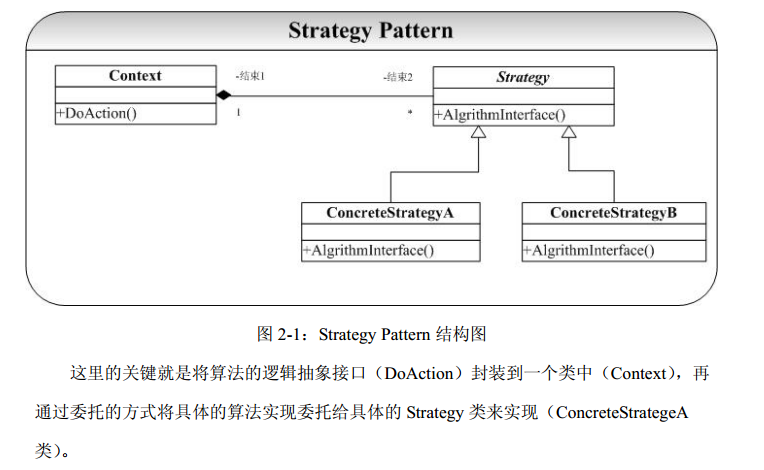 Strategy Pattern
Context
-结束1
-结束2
Strategy
+DoAction()
1
*
+AlgorithmInterface()
ConcreteStrategyA
ConcreteStrategyB
+AlgrithmInterface()
+AlgrithmInterface()
图 2-1：Strategy Pattern 结构图
这里的关键就是将算法的逻辑抽象接口（DoAction）封装到一个类中（Context），再
通过委托的方式将具体的算法实现委托给具体的 Strategy 类来实现（ConcreteStrategeA
类）。